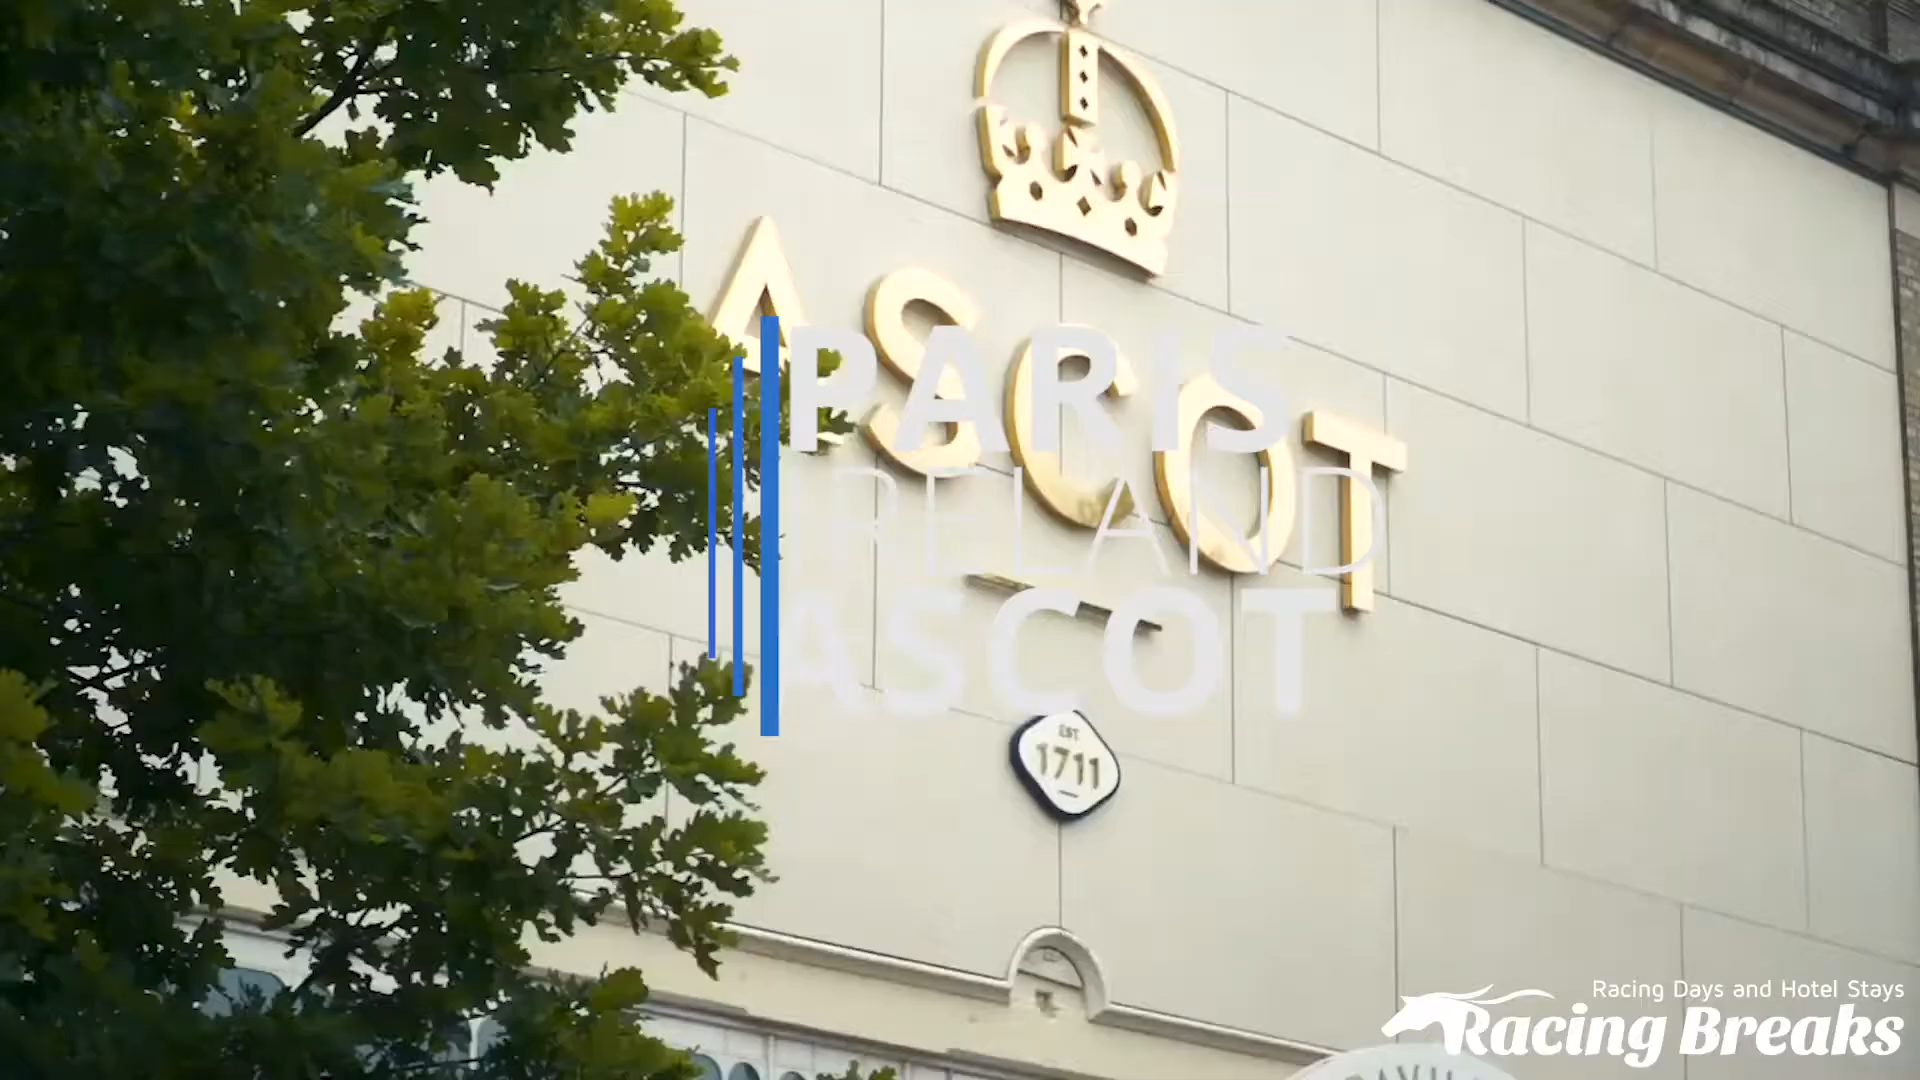 ASCOT
PARIS
IRELAND
ASCOT
EST
1711
Racing Days and Hotel Stays
Racing Breaks